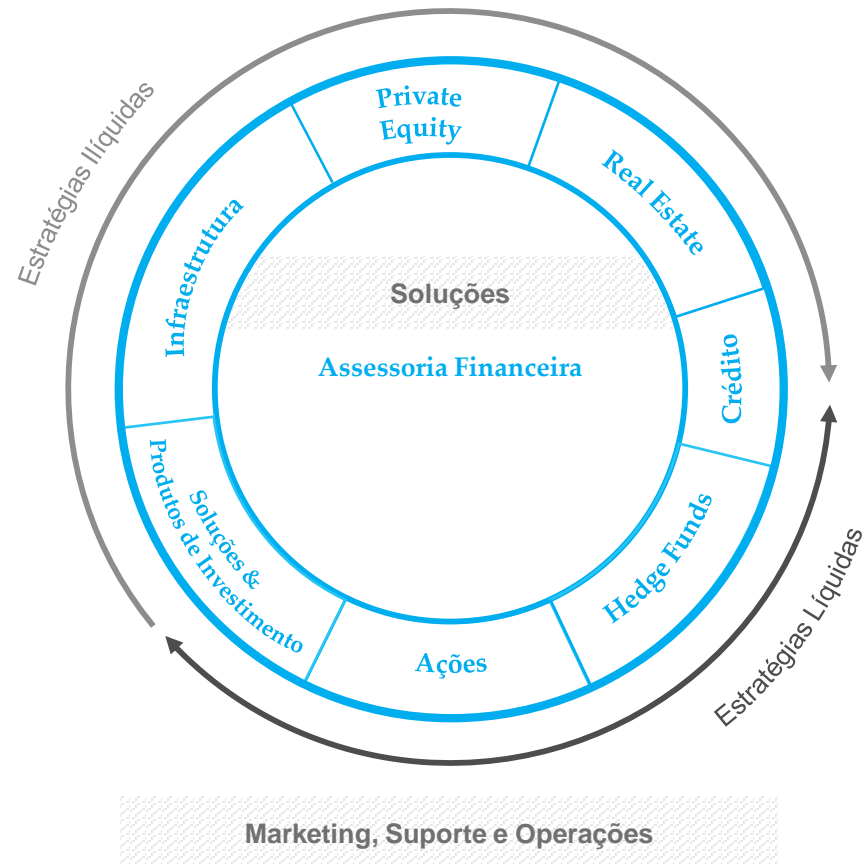 Estratégias Ilíquidas
Private
Equity
Real Estate
Infraestrutura
Soluções
Assessoria Financeira
Crédito
Soluções &
Produtos de Investimento
Hedge Funds
Ações
Estratégias Líquidas
Marketing, Suporte e Operações